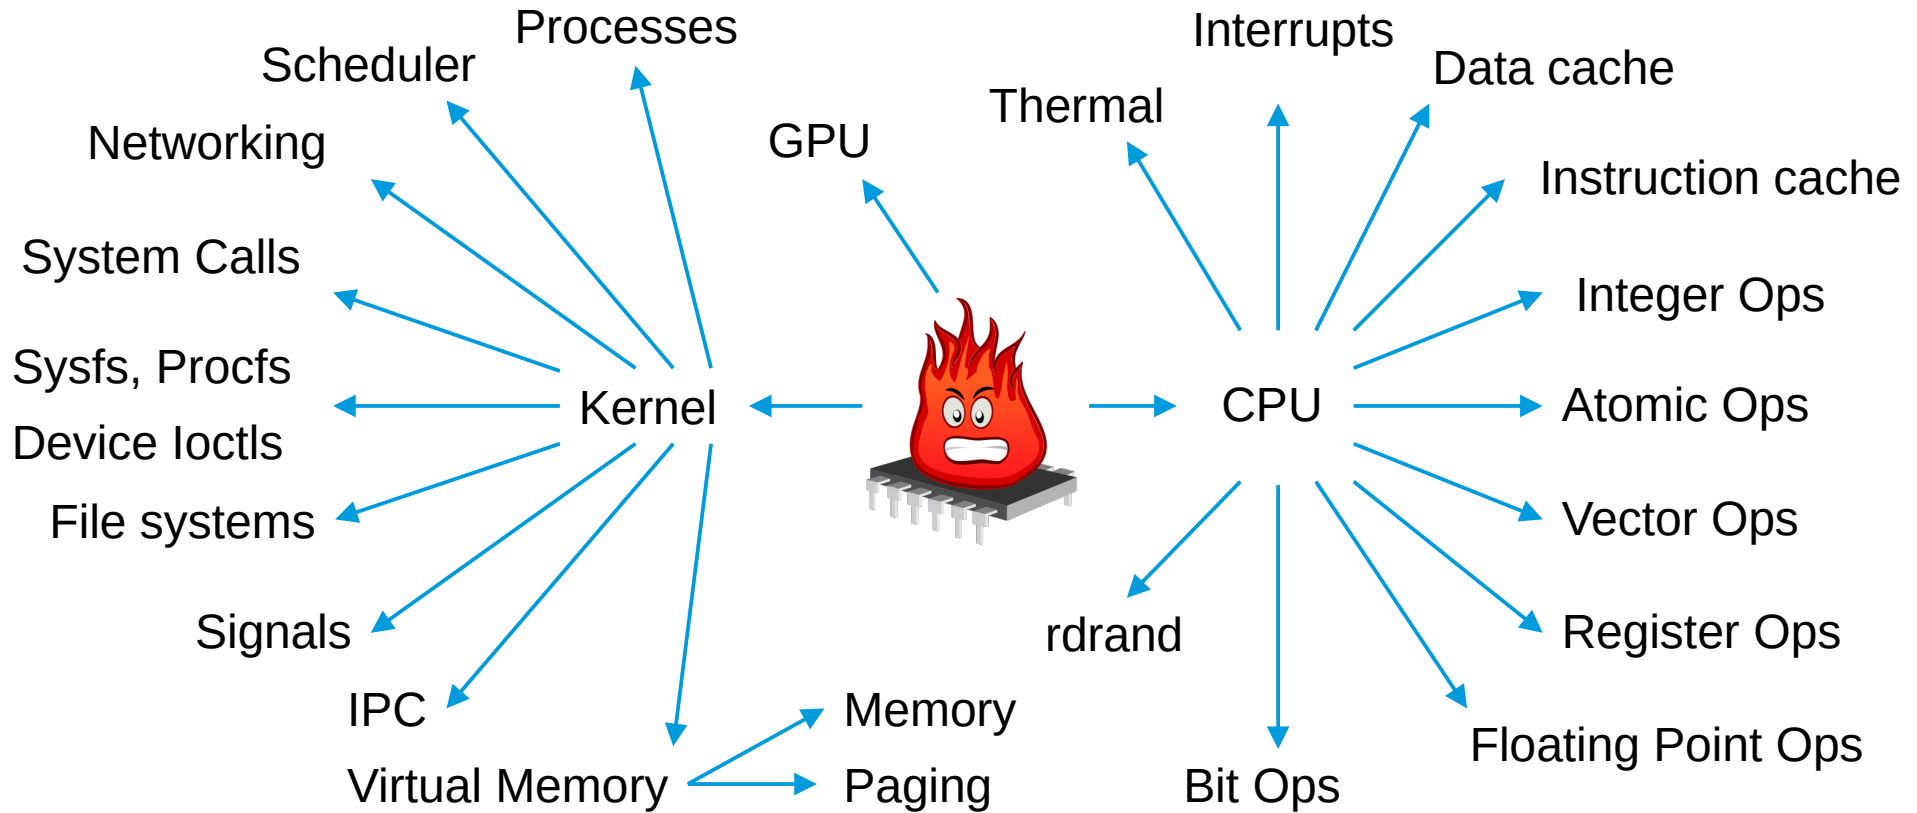 Processes
Interrupts
Scheduler
Data cache
Thermal
Networking
GPU
Instruction cache
System Calls
Integer Ops
Sysfs, Procfs
Kernel
CPU
Atomic Ops
Device Ioctls
File systems
Vector Ops
Signals
rdrand
Register Ops
IPC
Memory
Floating Point Ops
Virtual Memory
Paging
Bit Ops